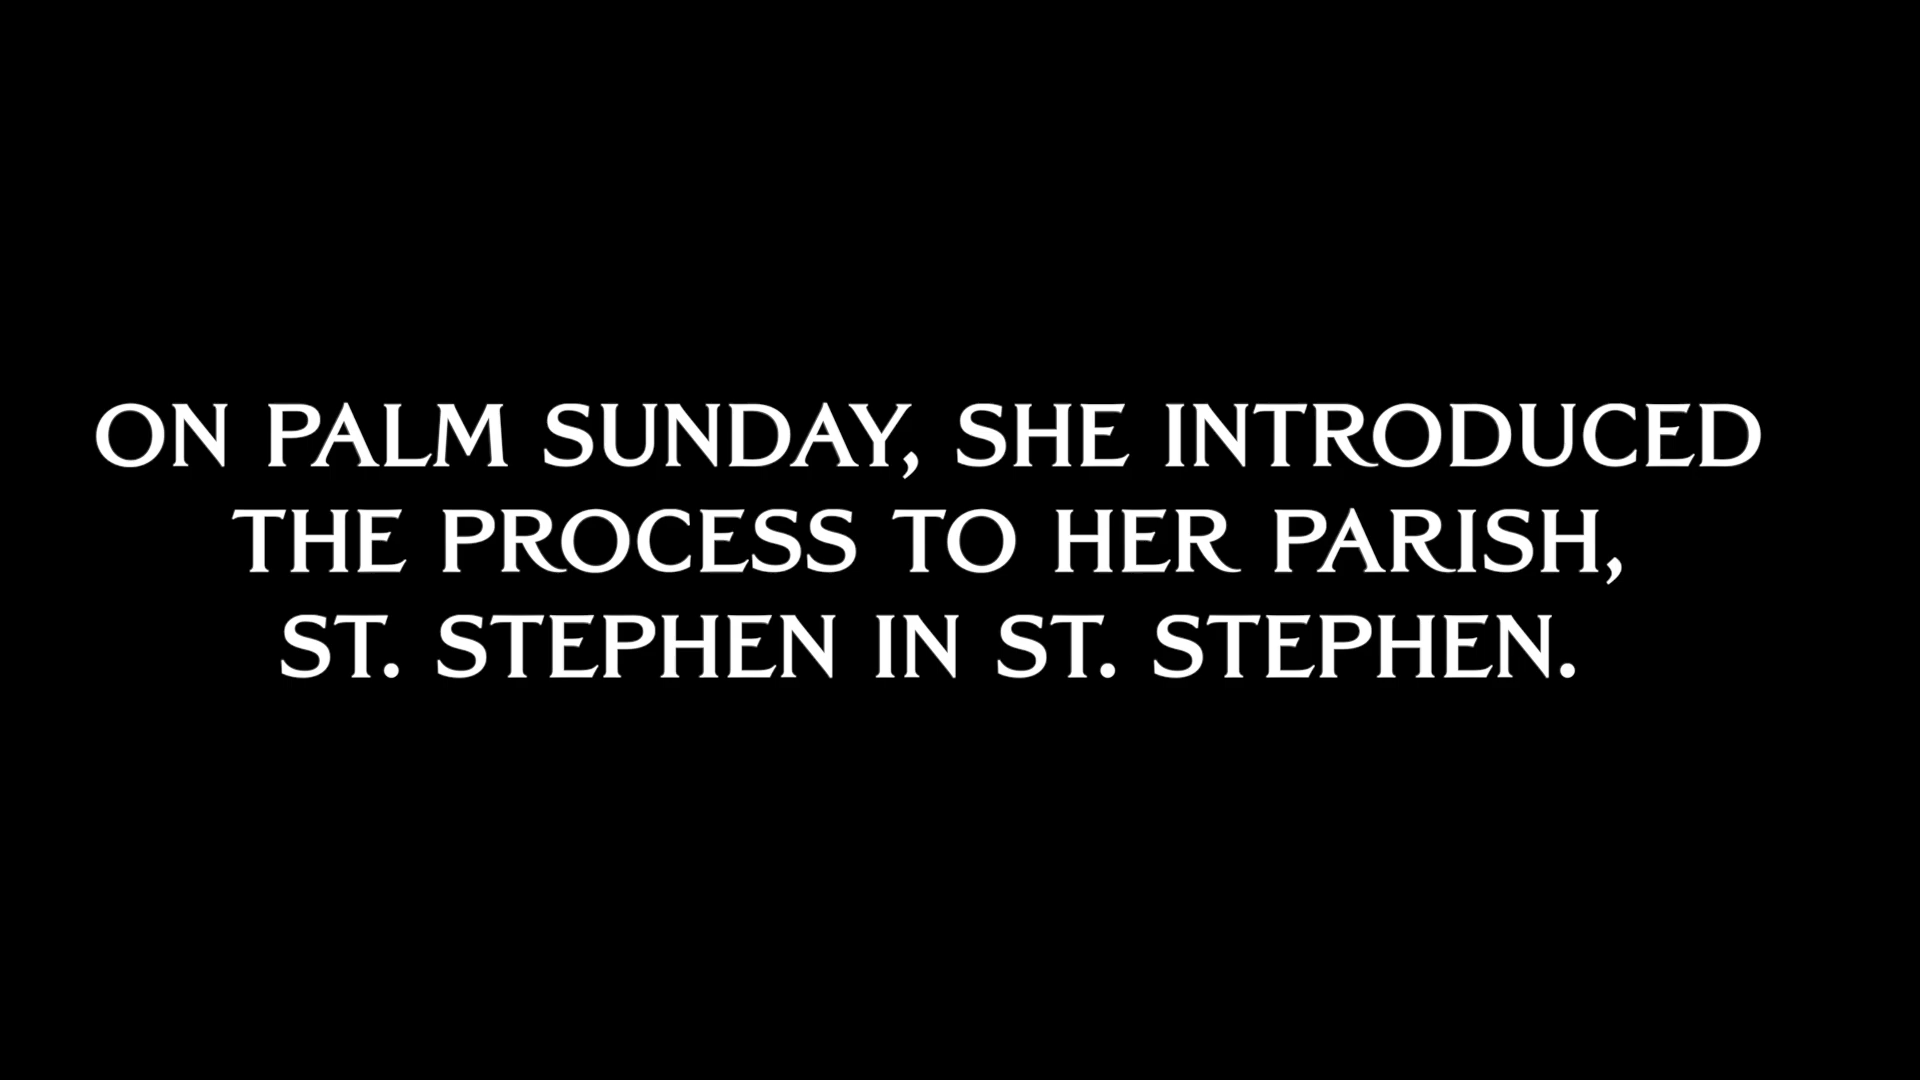 ON PALM SUNDAY, SHE INTRODUCED
THE PROCESS TO HER PARISH,
ST. STEPHEN IN ST. STEPHEN.